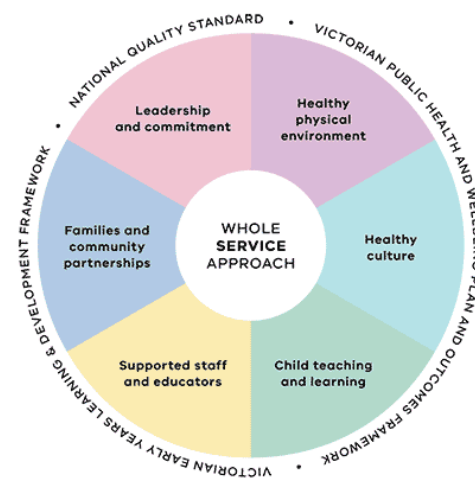 NATIONAL QUALITY STANDARD
•
VICTORIAN PUBLIC HEALTH AND WELLBEING PLAN AND OUTCOMES FRAMEWORK
•
VICTORIAN EARLY YEARS LEARNING & DEVELOPMENT FRAMEWORK
•
Leadership
and commitment
Healthy
physical
environment
Families and
community
partnerships
WHOLE
SERVICE
APPROACH
Healthy
culture
Supported staff
and educators
Child teaching
and learning